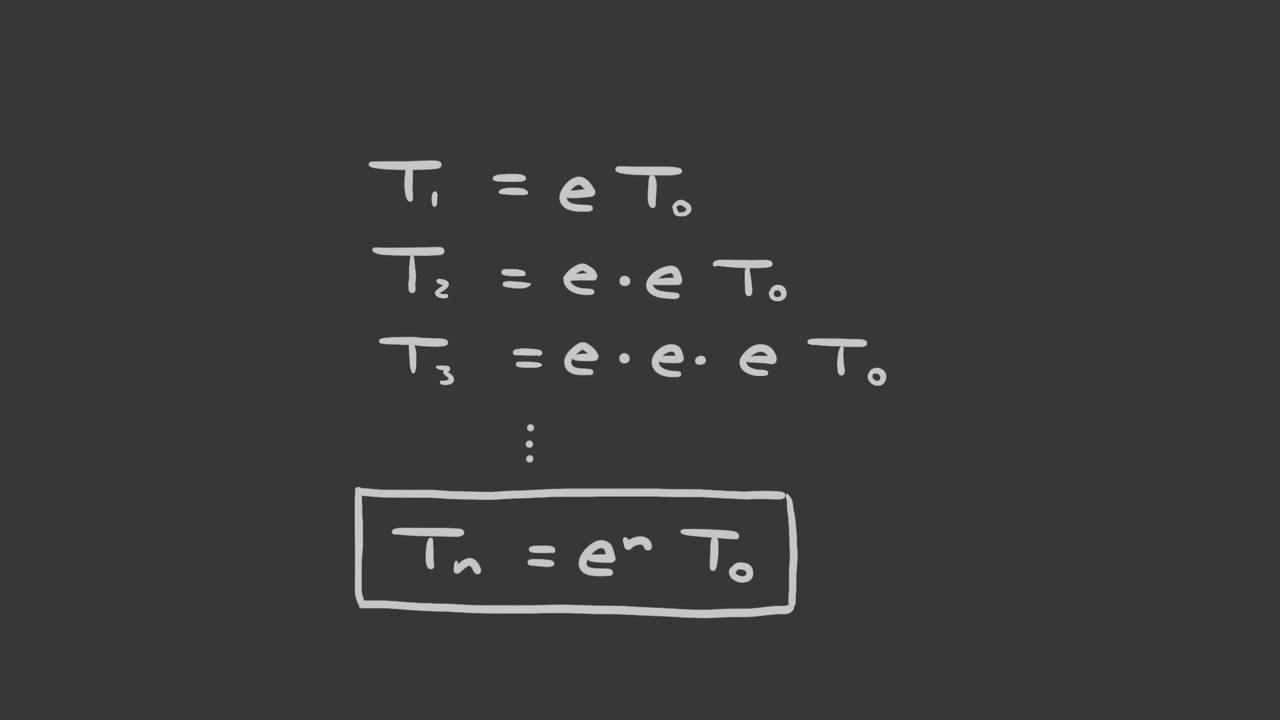 T₁ = e T₀
T₂ = e · e T₀
T₃ = e · e · e T₀
⋮
Tₙ = eⁿ T₀